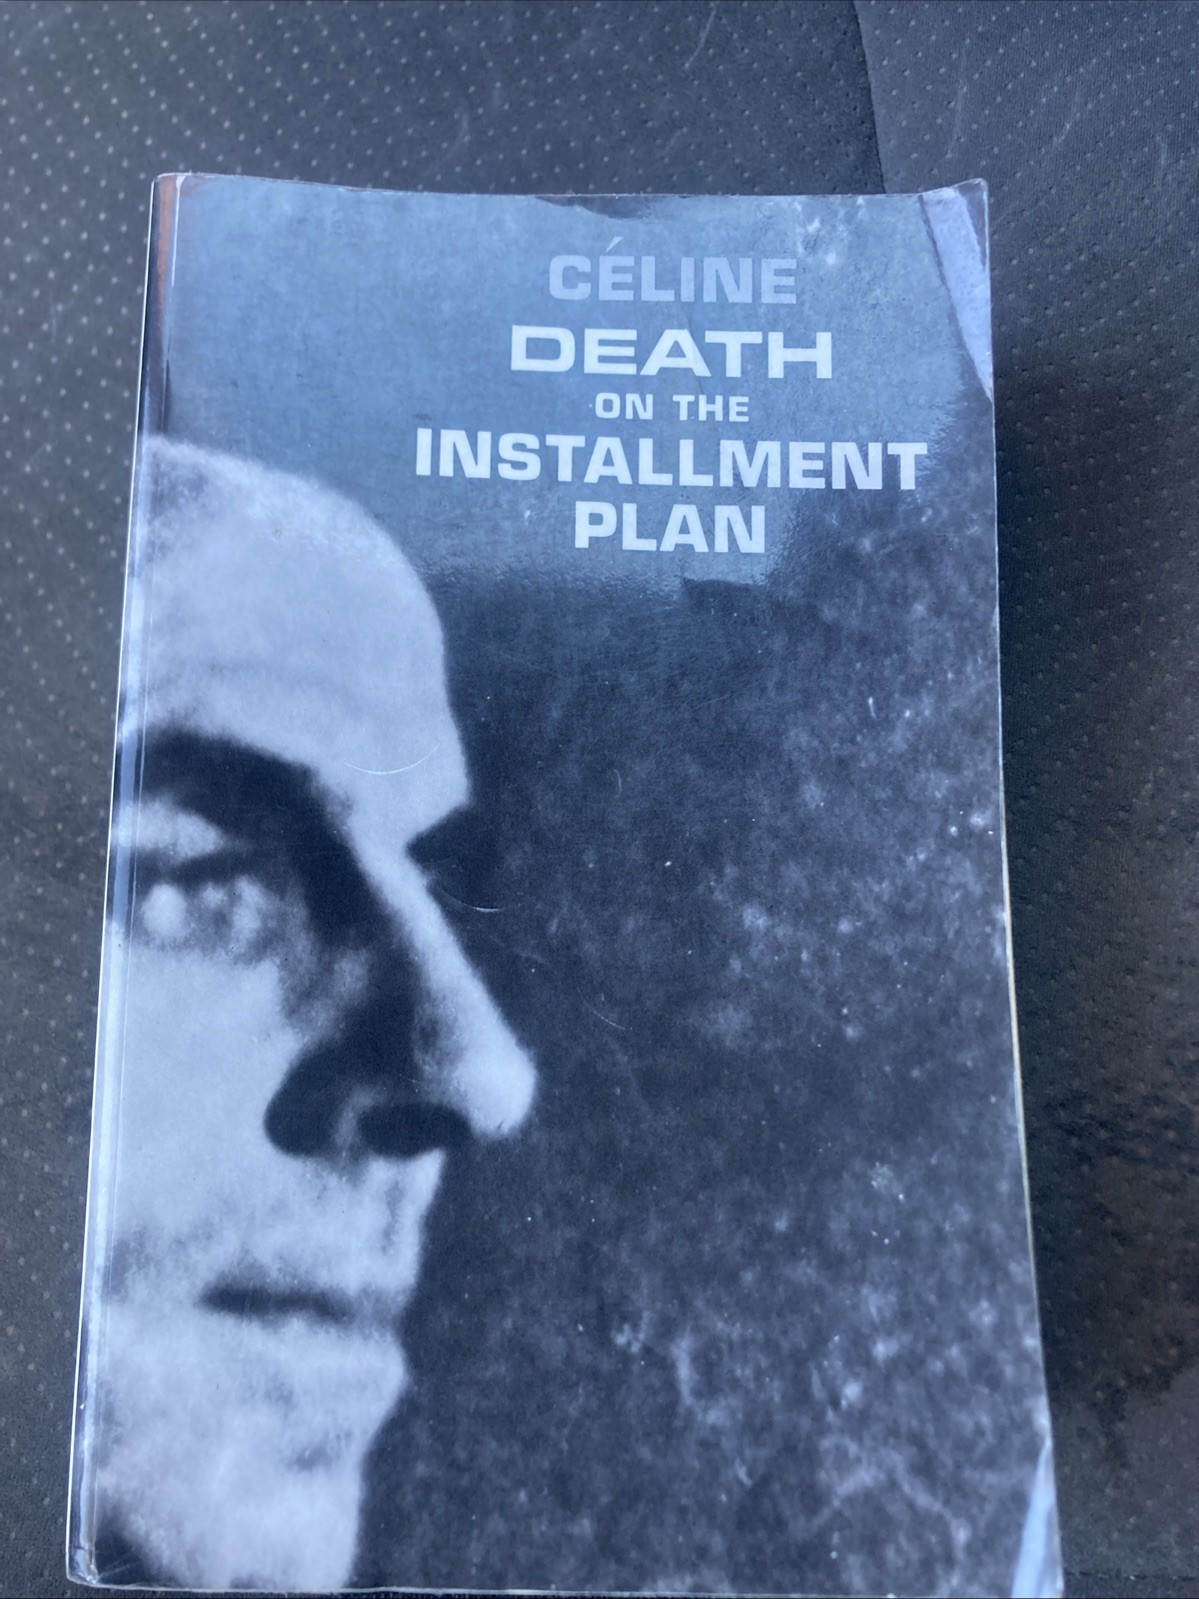 CÉLINE
DEATH
ON THE
INSTALLMENT
PLAN